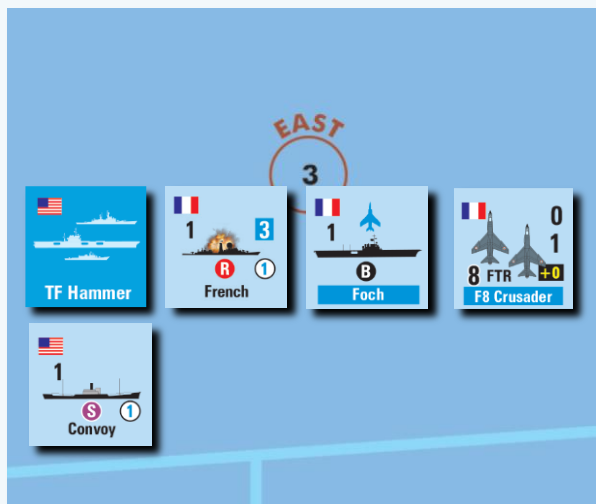 EAST
3
TF Hammer
1
3
R 1
French
1
B
Foch
0
1
8 FTR +0
F8 Crusader
1
S 1
Convoy